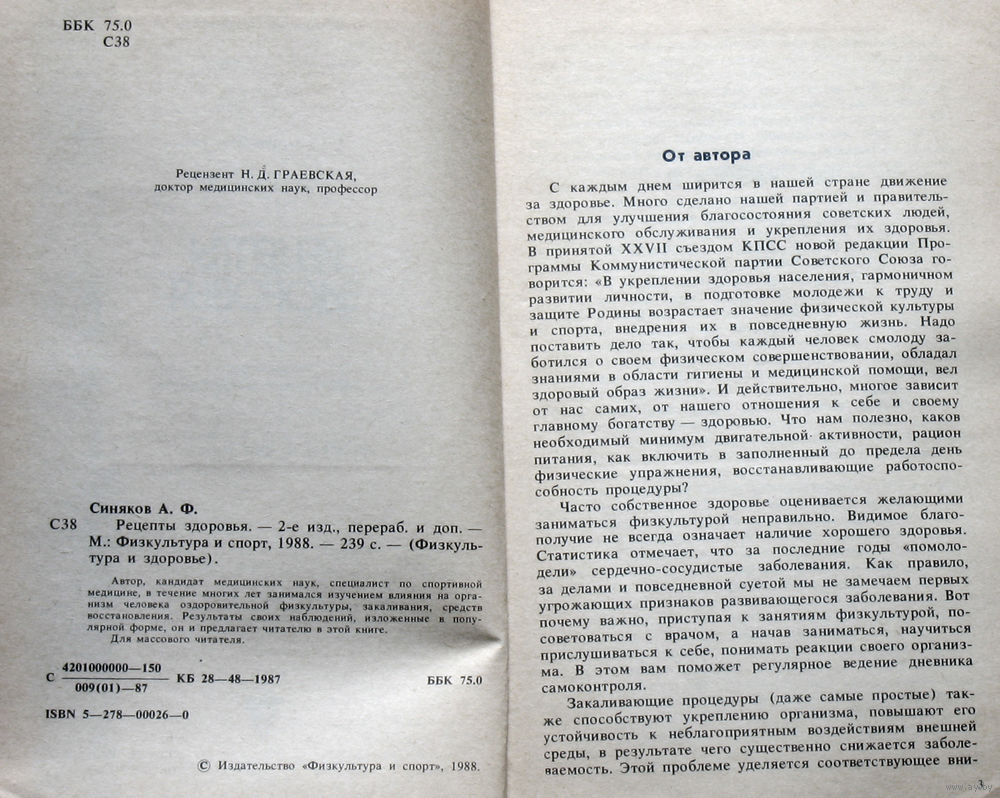 ББК 75.0
С38
Рецензент Н. Д. ГРАЕВСКАЯ,
доктор медицинских наук, профессор
Синяков А. Ф.
С38 Рецепты здоровья. — 2-е изд., перераб. и доп. —
М.: Физкультура и спорт, 1988. — 239 с. — (Физкуль-
тура и здоровье).
Автор, кандидат медицинских наук, специалист по спортивной
медицине, в течение многих лет занимался изучением влияния на орга-
низм человека оздоровительной физкультуры, закаливания, средств
восстановления. Результаты своих наблюдений, изложенные в попу-
лярной форме, он и предлагает читателю в этой книге.
Для массового читателя.
С 4201000000—150
009(01)—87 КБ 28—48—1987 ББК 75.0
ISBN 5—278—00026—0
© Издательство «Физкультура и спорт», 1988.
От автора
С каждым днем ширится в нашей стране движение
за здоровье. Много сделано нашей партией и правитель-
ством для улучшения благосостояния советских людей,
медицинского обслуживания и укрепления их здоровья.
В принятой XXVII съездом КПСС новой редакции Про-
граммы Коммунистической партии Советского Союза го-
ворится: «В укреплении здоровья населения, гармоничном
развитии личности, в подготовке молодежи к труду и
защите Родины возрастает значение физической культуры
и спорта, внедрения их в повседневную жизнь. Надо
поставить дело так, чтобы каждый человек смолоду за-
ботился о своем физическом совершенствовании, обладал
знаниями в области гигиены и медицинской помощи, вел
здоровый образ жизни». И действительно, многое зависит
от нас самих, от нашего отношения к себе и своему
главному богатству — здоровью. Что нам полезно, каков
необходимый минимум двигательной активности, рацион
питания, как включить в заполненный до предела день
физические упражнения, восстанавливающие работоспо-
собность процедуры?
Часто собственное здоровье оценивается желающими
заниматься физкультурой неправильно. Видимое благо-
получие не всегда означает наличие хорошего здоровья.
Статистика отмечает, что за последние годы «помоло-
дели» сердечно-сосудистые заболевания. Как правило,
за делами и повседневной суетой мы не замечаем первых
угрожающих признаков развивающегося заболевания. Вот
почему важно, приступая к занятиям физкультурой, по-
советоваться с врачом, а начав заниматься, научиться
прислушиваться к себе, понимать реакции своего организ-
ма. В этом вам поможет регулярное ведение дневника
самоконтроля.
Закаливающие процедуры (даже самые простые) так-
же способствуют укреплению организма, повышают его
устойчивость к неблагоприятным воздействиям внешней
среды, в результате чего существенно снижается заболе-
ваемость. Этой проблеме уделяется соответствующее вни-
3
www.ay.by